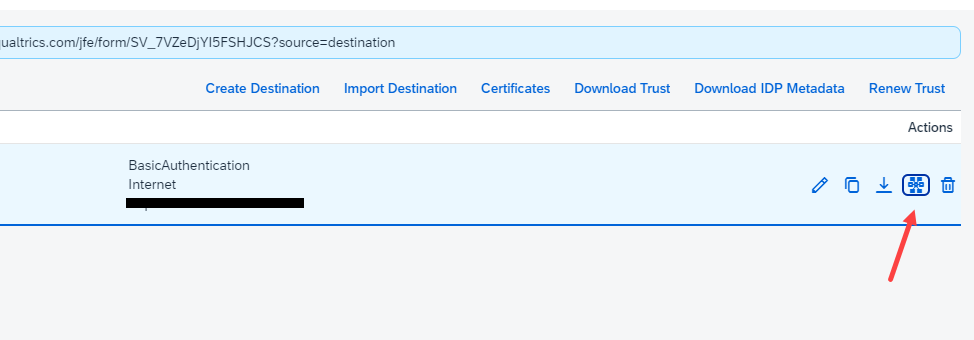 ualtrics.com/jfe/form/SV_7VZeDjYI5FSHJCS?source=destination
Create Destination Import Destination Certificates Download Trust Download IDP Metadata Renew Trust
Actions
BasicAuthentication
Internet